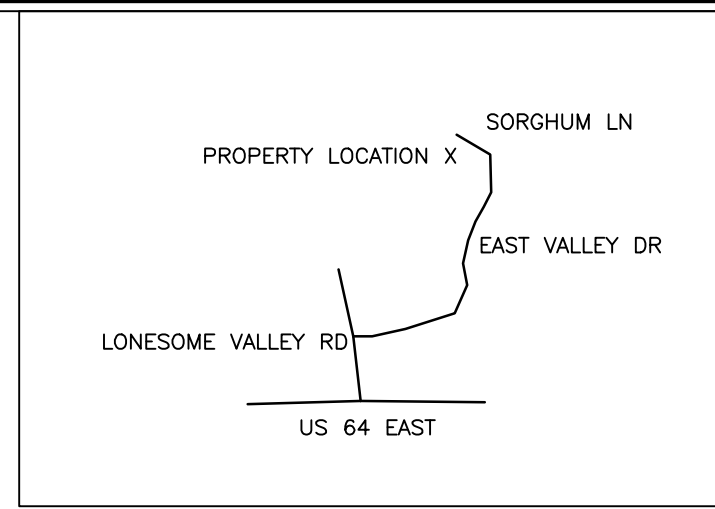 SORGHUM LN
PROPERTY LOCATION X
EAST VALLEY DR
LONESOME VALLEY RD
US 64 EAST